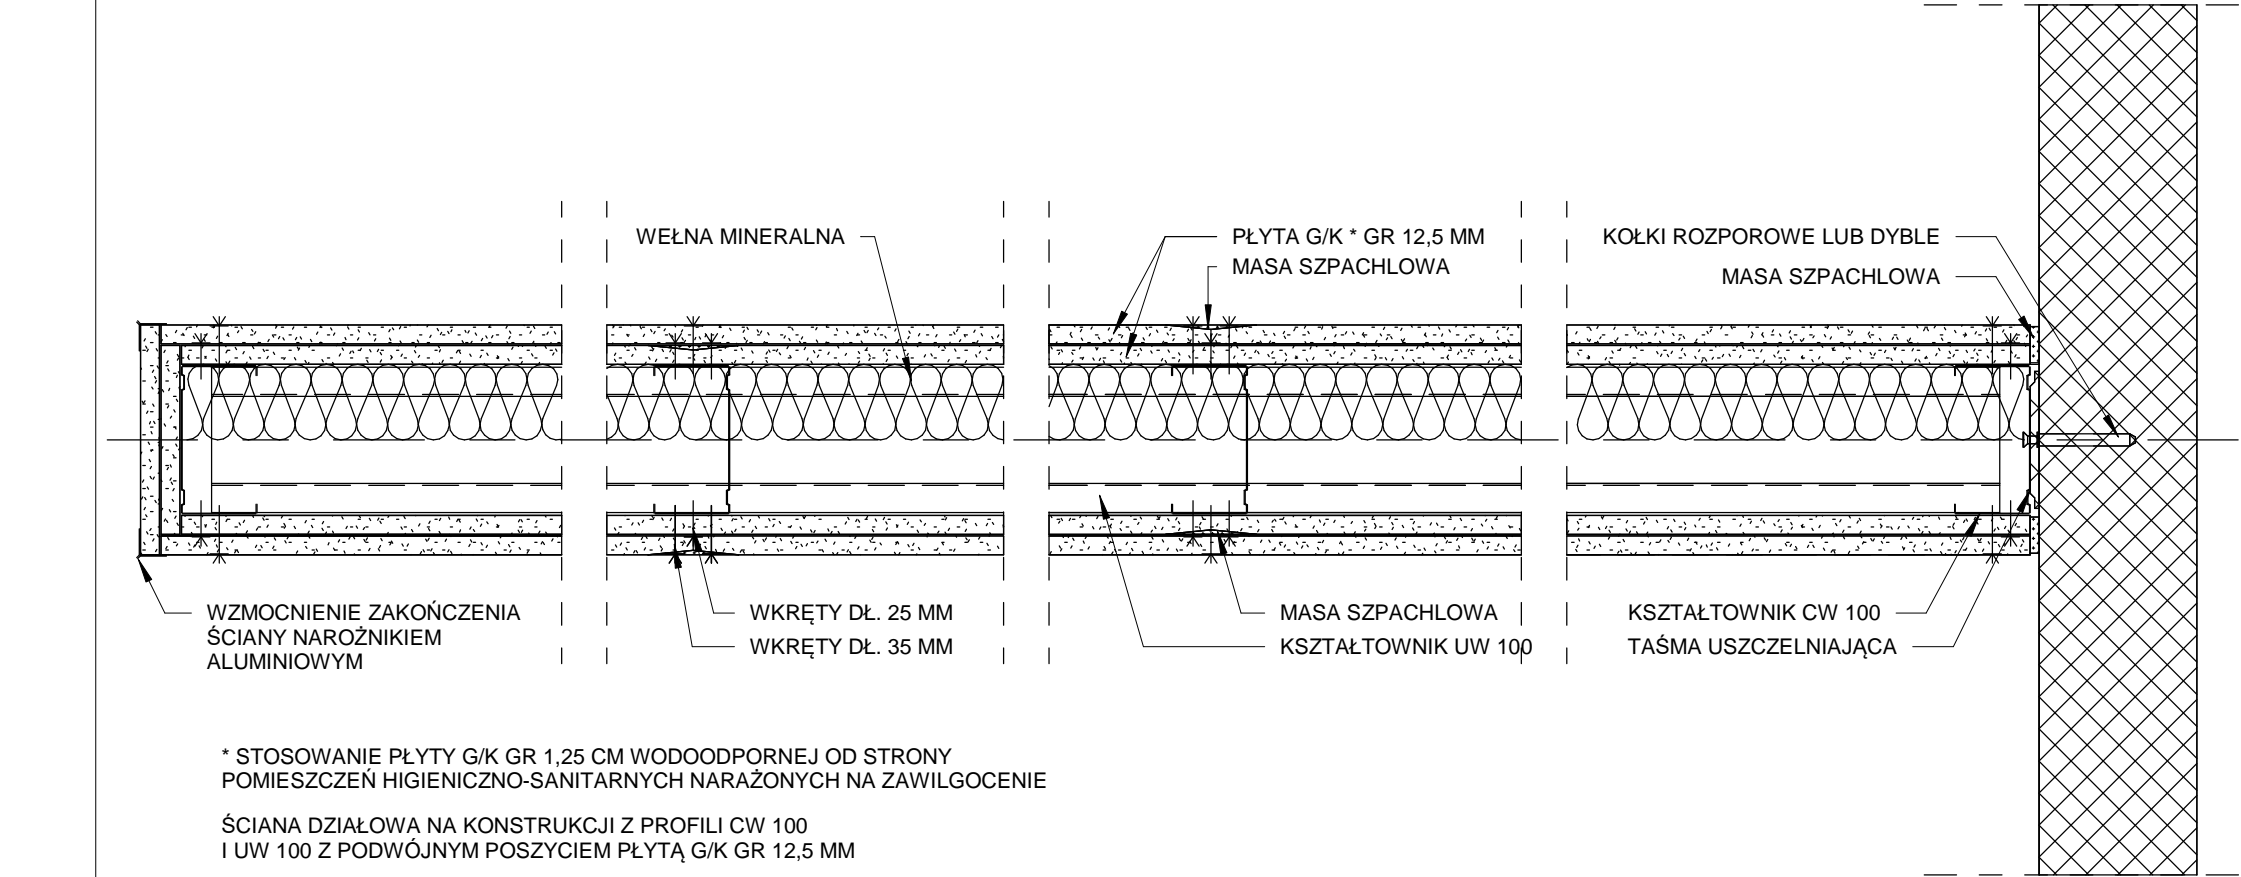 WEŁNA MINERALNA
PŁYTA G/K * GR 12,5 MM
MASA SZPACHLOWA
KOŁKI ROZPOROWE LUB DYBLE
MASA SZPACHLOWA
WZMOCNIENIE ZAKOŃCZENIA
ŚCIANY NAROŻNIKIEM
ALUMINIOWYM
WKRĘTY DŁ. 25 MM
WKRĘTY DŁ. 35 MM
MASA SZPACHLOWA
KSZTAŁTOWNIK UW 100
KSZTAŁTOWNIK CW 100
TAŚMA USZCZELNIAJĄCA
* STOSOWANIE PŁYTY G/K GR 1,25 CM WODOODPORNEJ OD STRONY
POMIESZCZEŃ HIGIENICZNO-SANITARNYCH NARAŻONYCH NA ZAWILGOCENIE
ŚCIANA DZIAŁOWA NA KONSTRUKCJI Z PROFILI CW 100
I UW 100 Z PODWÓJNYM POSZYCIEM PŁYTĄ G/K GR 12,5 MM